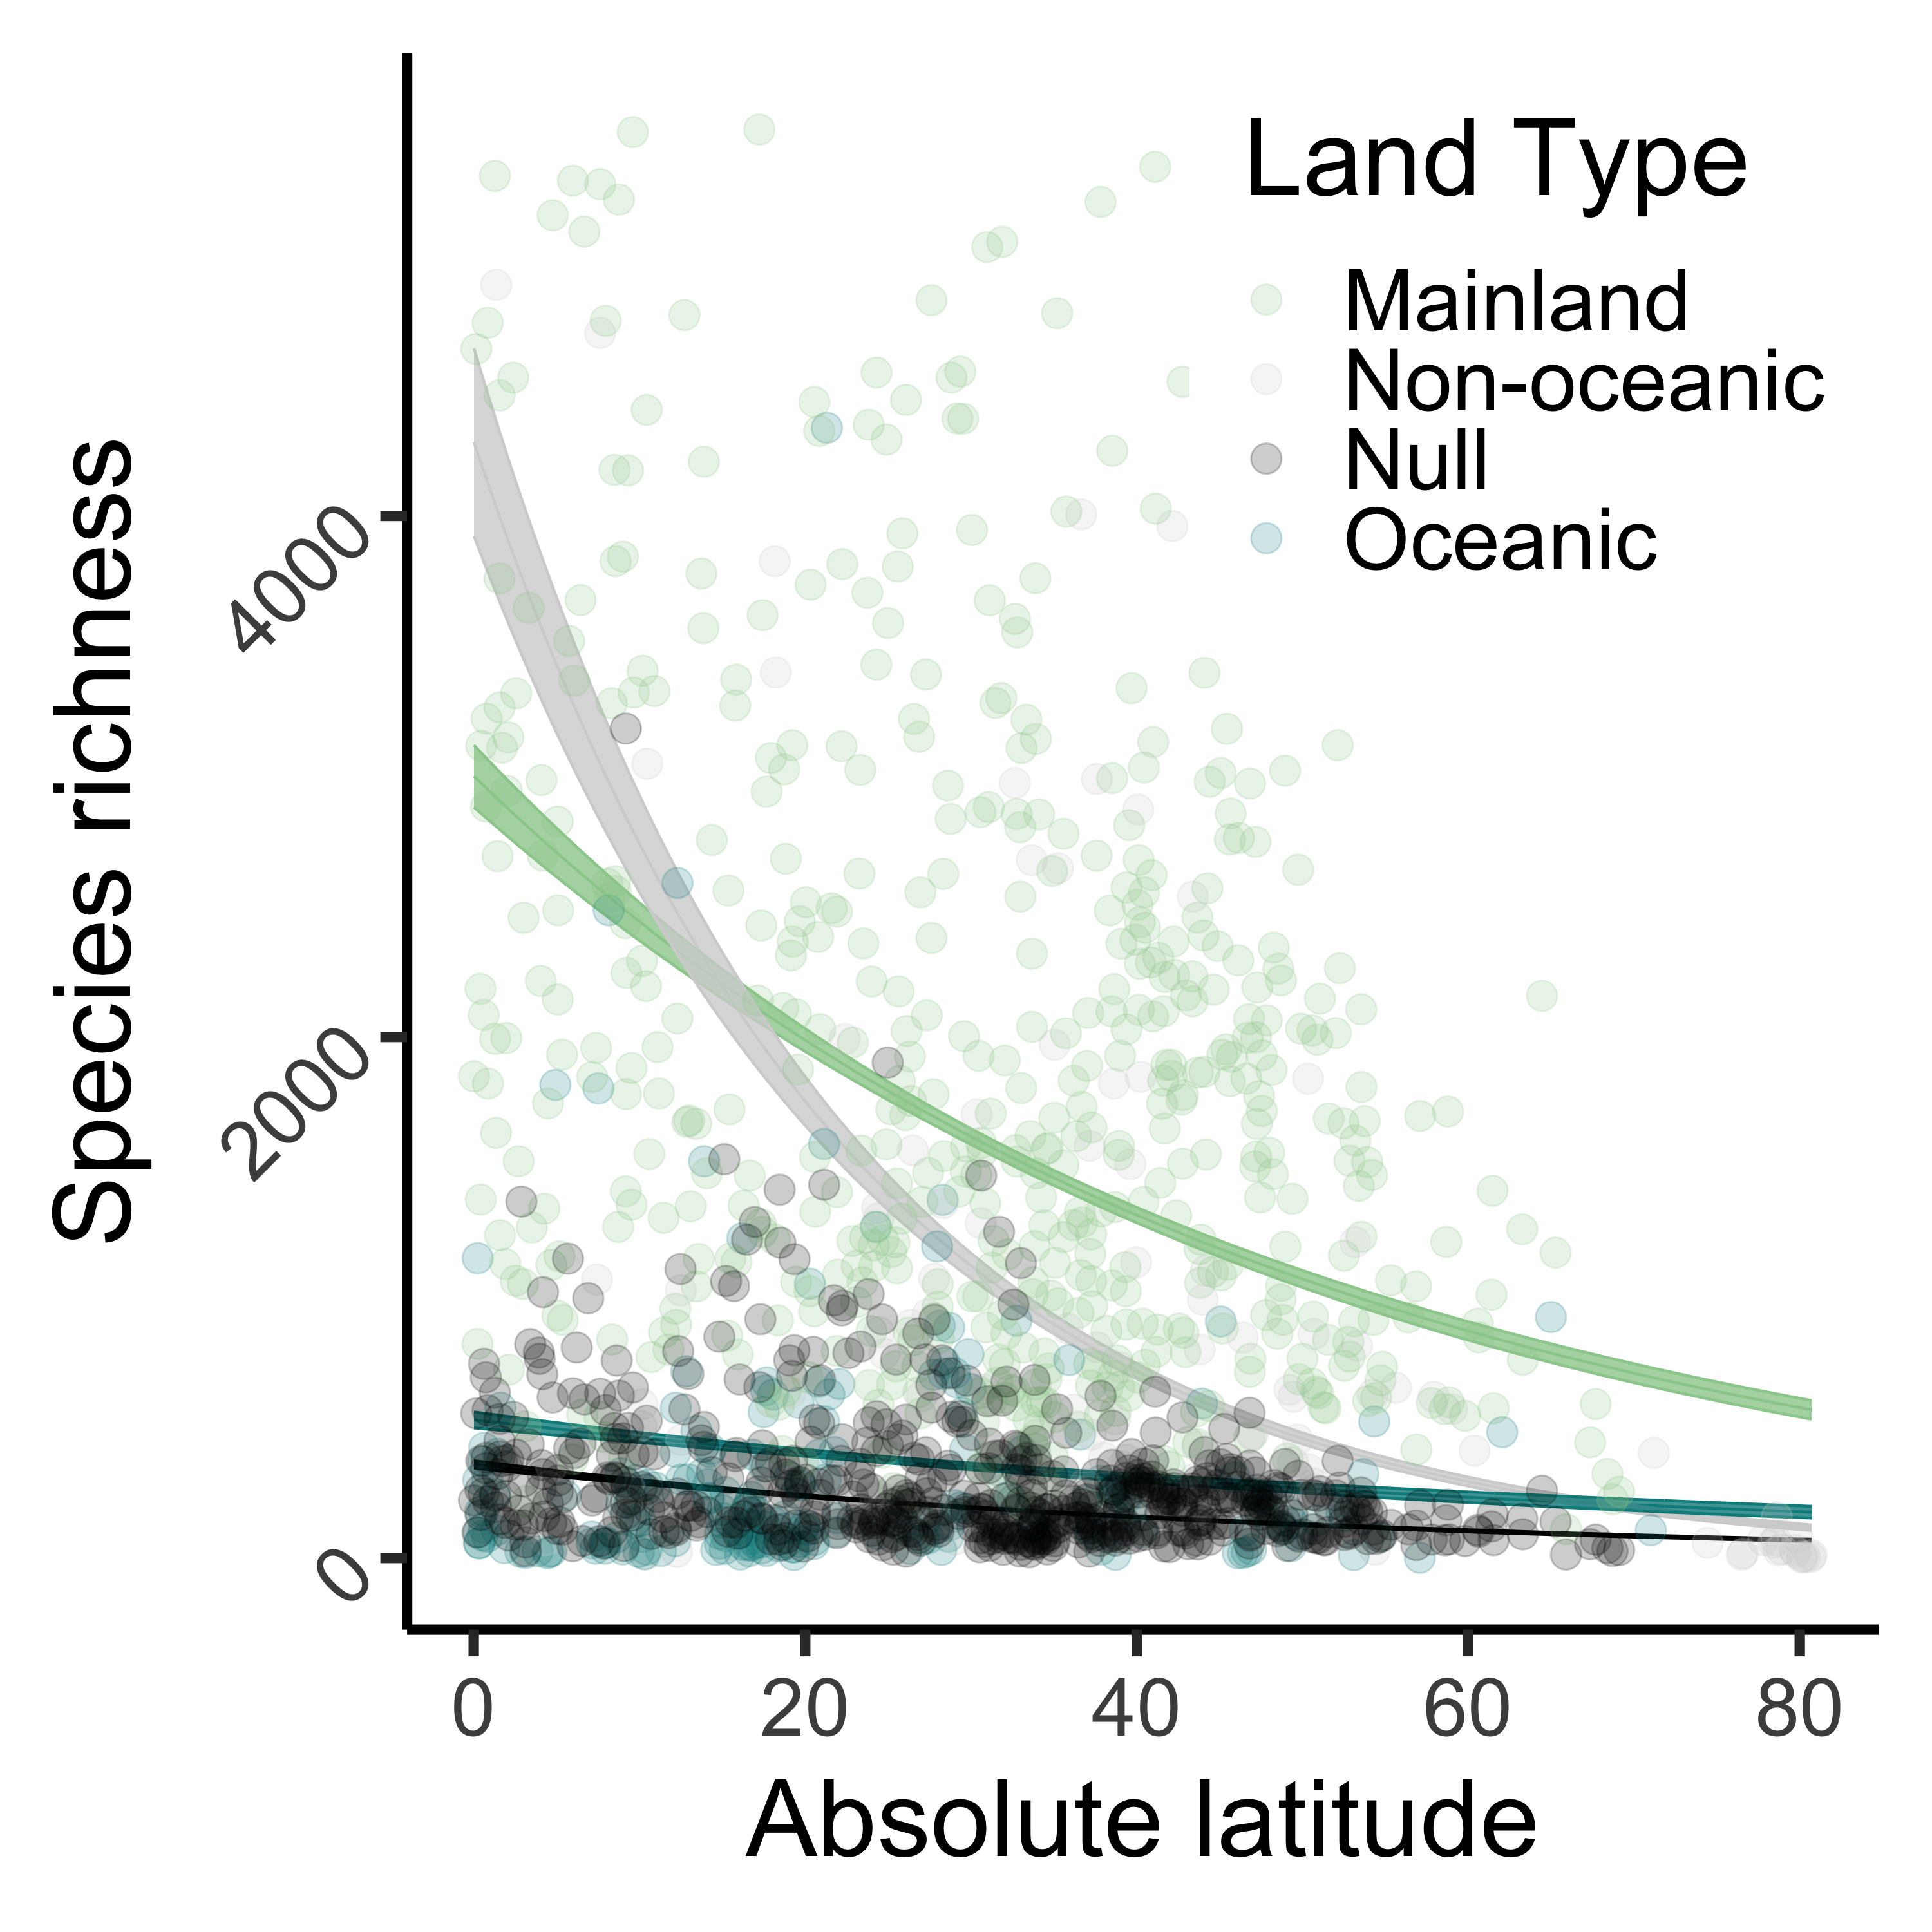 Land Type
Mainland
Non-oceanic
Null
Oceanic
Species richness
4000
2000
0
0 20 40 60 80
Absolute latitude